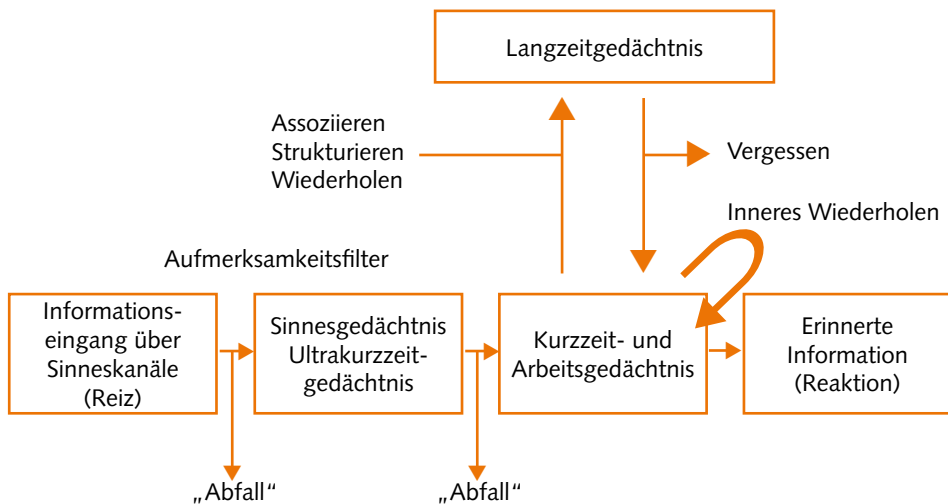 Langzeitgedächtnis
Assoziieren
Strukturieren
Wiederholen
Vergessen
Inneres Wiederholen
Aufmerksamkeitsfilter
Informations-
eingang über
Sinneskanäle
(Reiz)
Sinnesgedächtnis
Ultrakurzzeit-
gedächtnis
Kurzzeit- und
Arbeitsgedächtnis
Erinnerte
Information
(Reaktion)
„Abfall“
„Abfall“